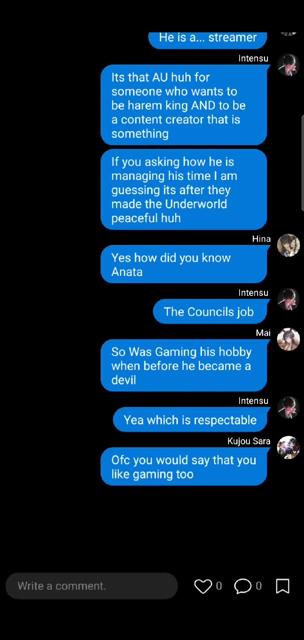 He is a... streamer
Intensu
Its that AU huh for
someone who wants to
be harem king AND to be
a content creator that is
something
If you asking how he is
managing his time I am
guessing its after they
made the Underworld
peaceful huh
Hina
Yes how did you know
Anata
Intensu
The Councils job
Mai
So Was Gaming his hobby
when before he became a
devil
Intensu
Yea which is respectable
Kujou Sara
Ofc you would say that you
like gaming too
Write a comment.
0
0